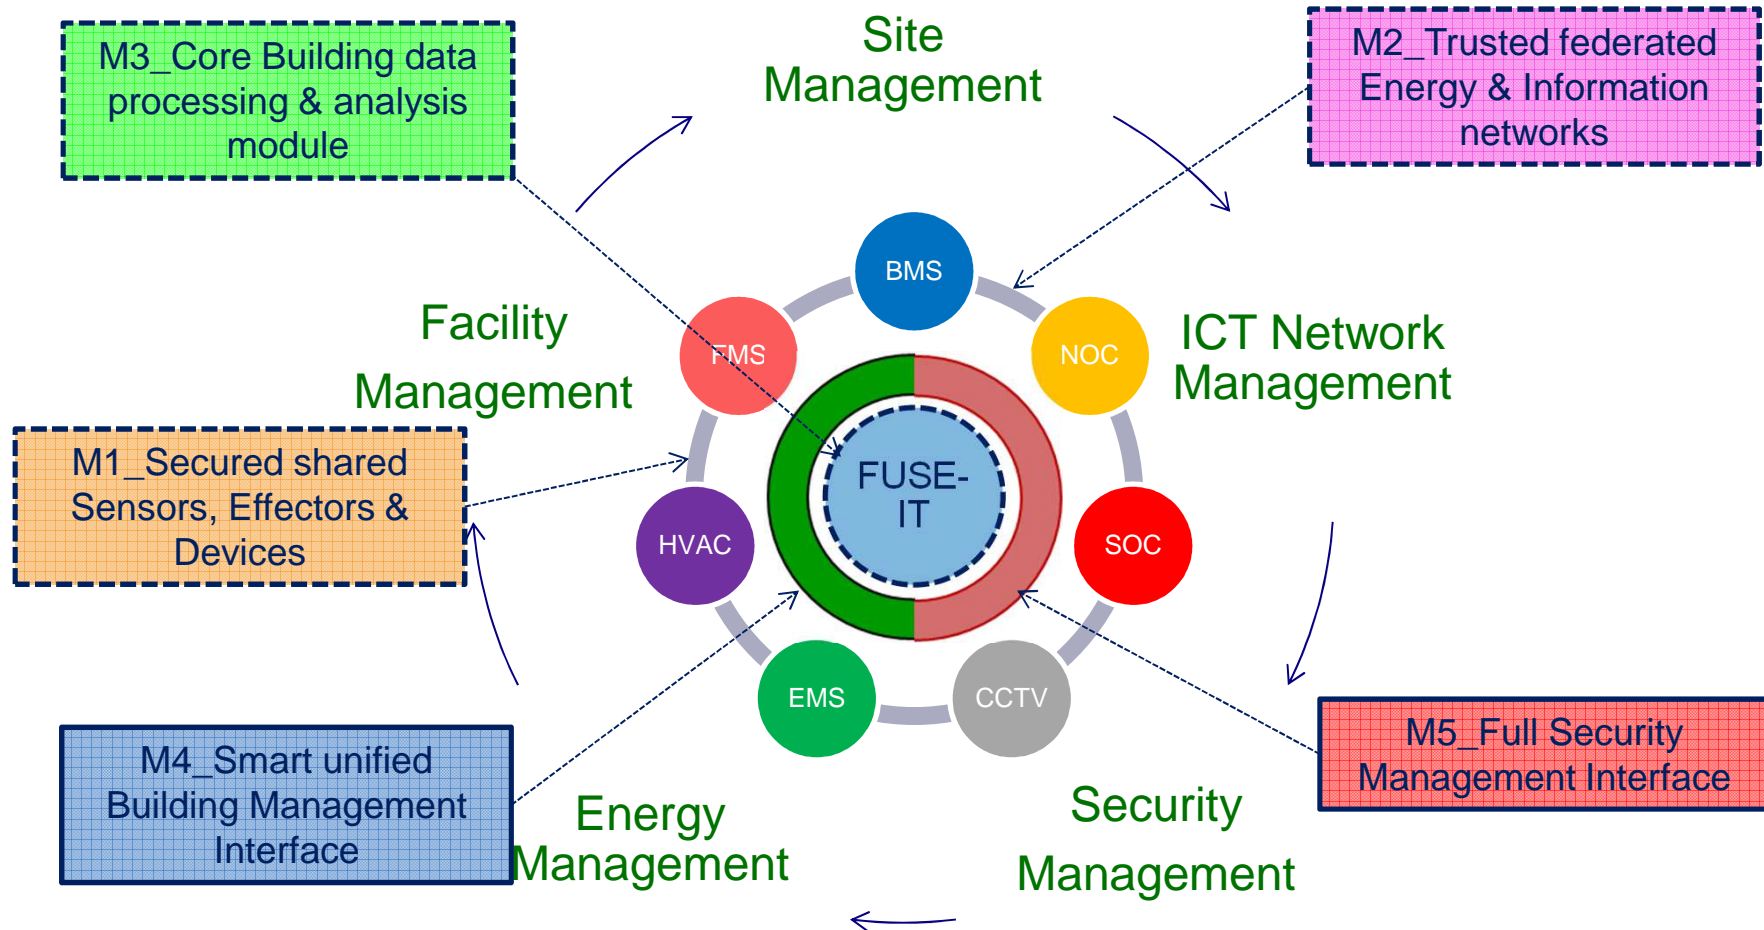 M3_Core Building data
processing & analysis
module
Site
Management
M2_Trusted federated
Energy & Information
networks
BMS
Facility
Management
FMS
NOC
ICT Network
Management
M1_Secured shared
Sensors, Effectors &
Devices
FUSE-
IT
HVAC
SOC
EMS
CCTV
M4_Smart unified
Building Management
Interface
Energy
Management
Security
Management
M5_Full Security
Management Interface